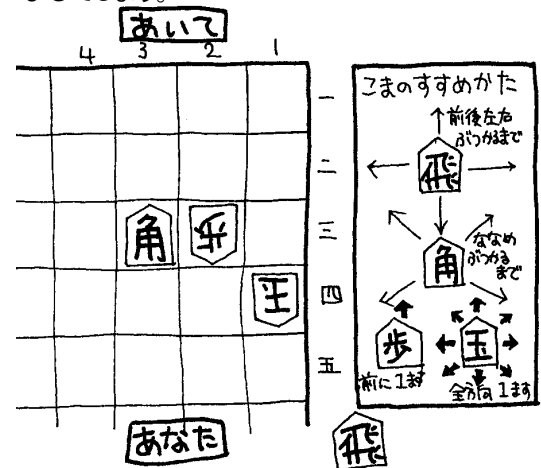 あいて
4 3 2 1
一
二
角 歩 三
玉 四
五
あなた
飛
こまのすすめかた
前後左右
ぶつかるまで
飛
角
ななめ
ぶつかる
まで
歩 玉
前に1ます 全方向1ます